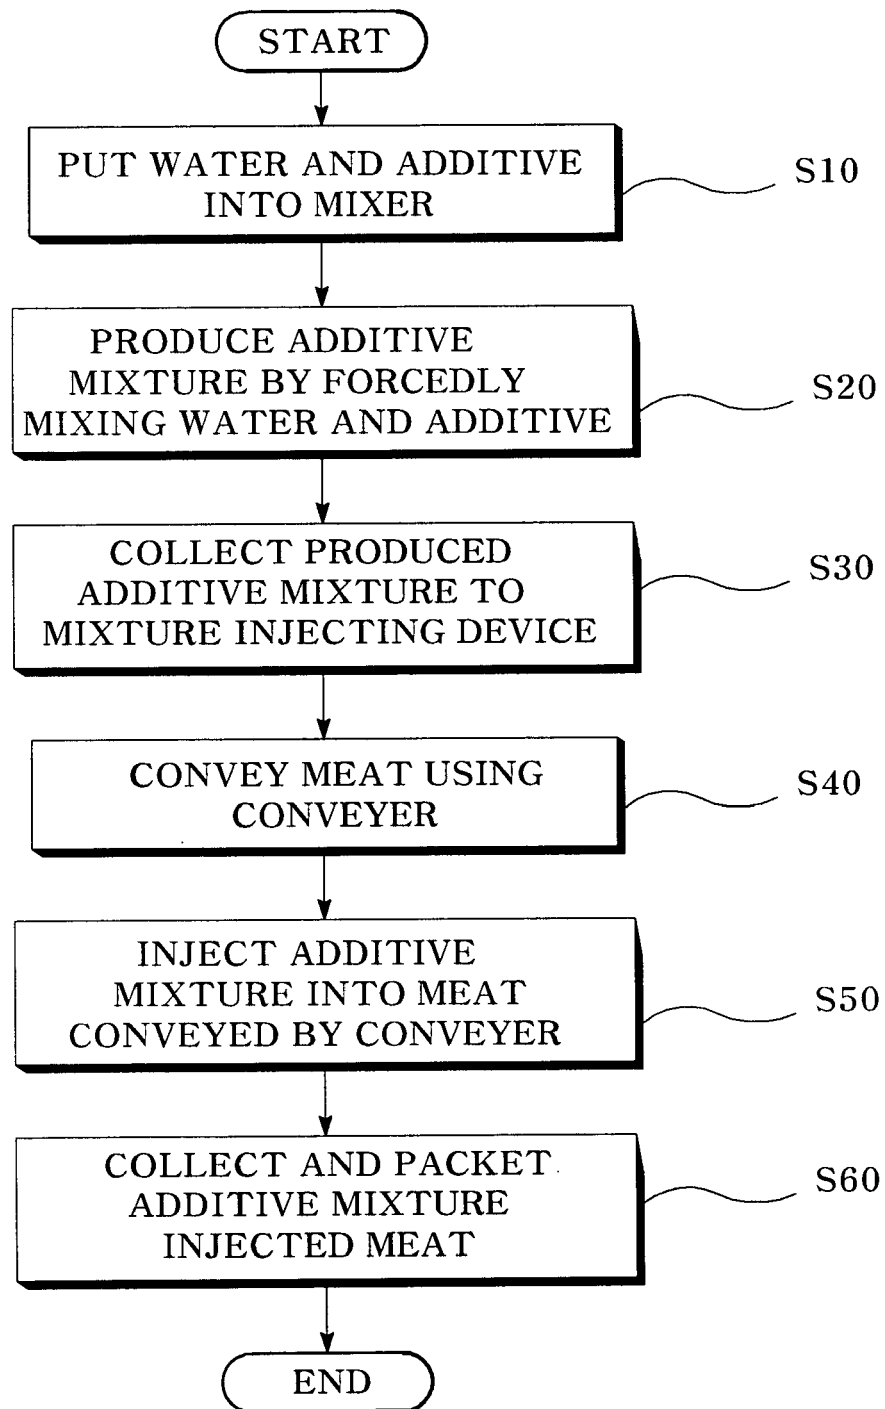 START
PUT WATER AND ADDITIVE
INTO MIXER
S10
PRODUCE ADDITIVE
MIXTURE BY FORCEDLY
MIXING WATER AND ADDITIVE
S20
COLLECT PRODUCED
ADDITIVE MIXTURE TO
MIXTURE INJECTING DEVICE
S30
CONVEY MEAT USING
CONVEYER
S40
INJECT ADDITIVE
MIXTURE INTO MEAT
CONVEYED BY CONVEYER
S50
COLLECT AND PACKET
ADDITIVE MIXTURE
INJECTED MEAT
S60
END